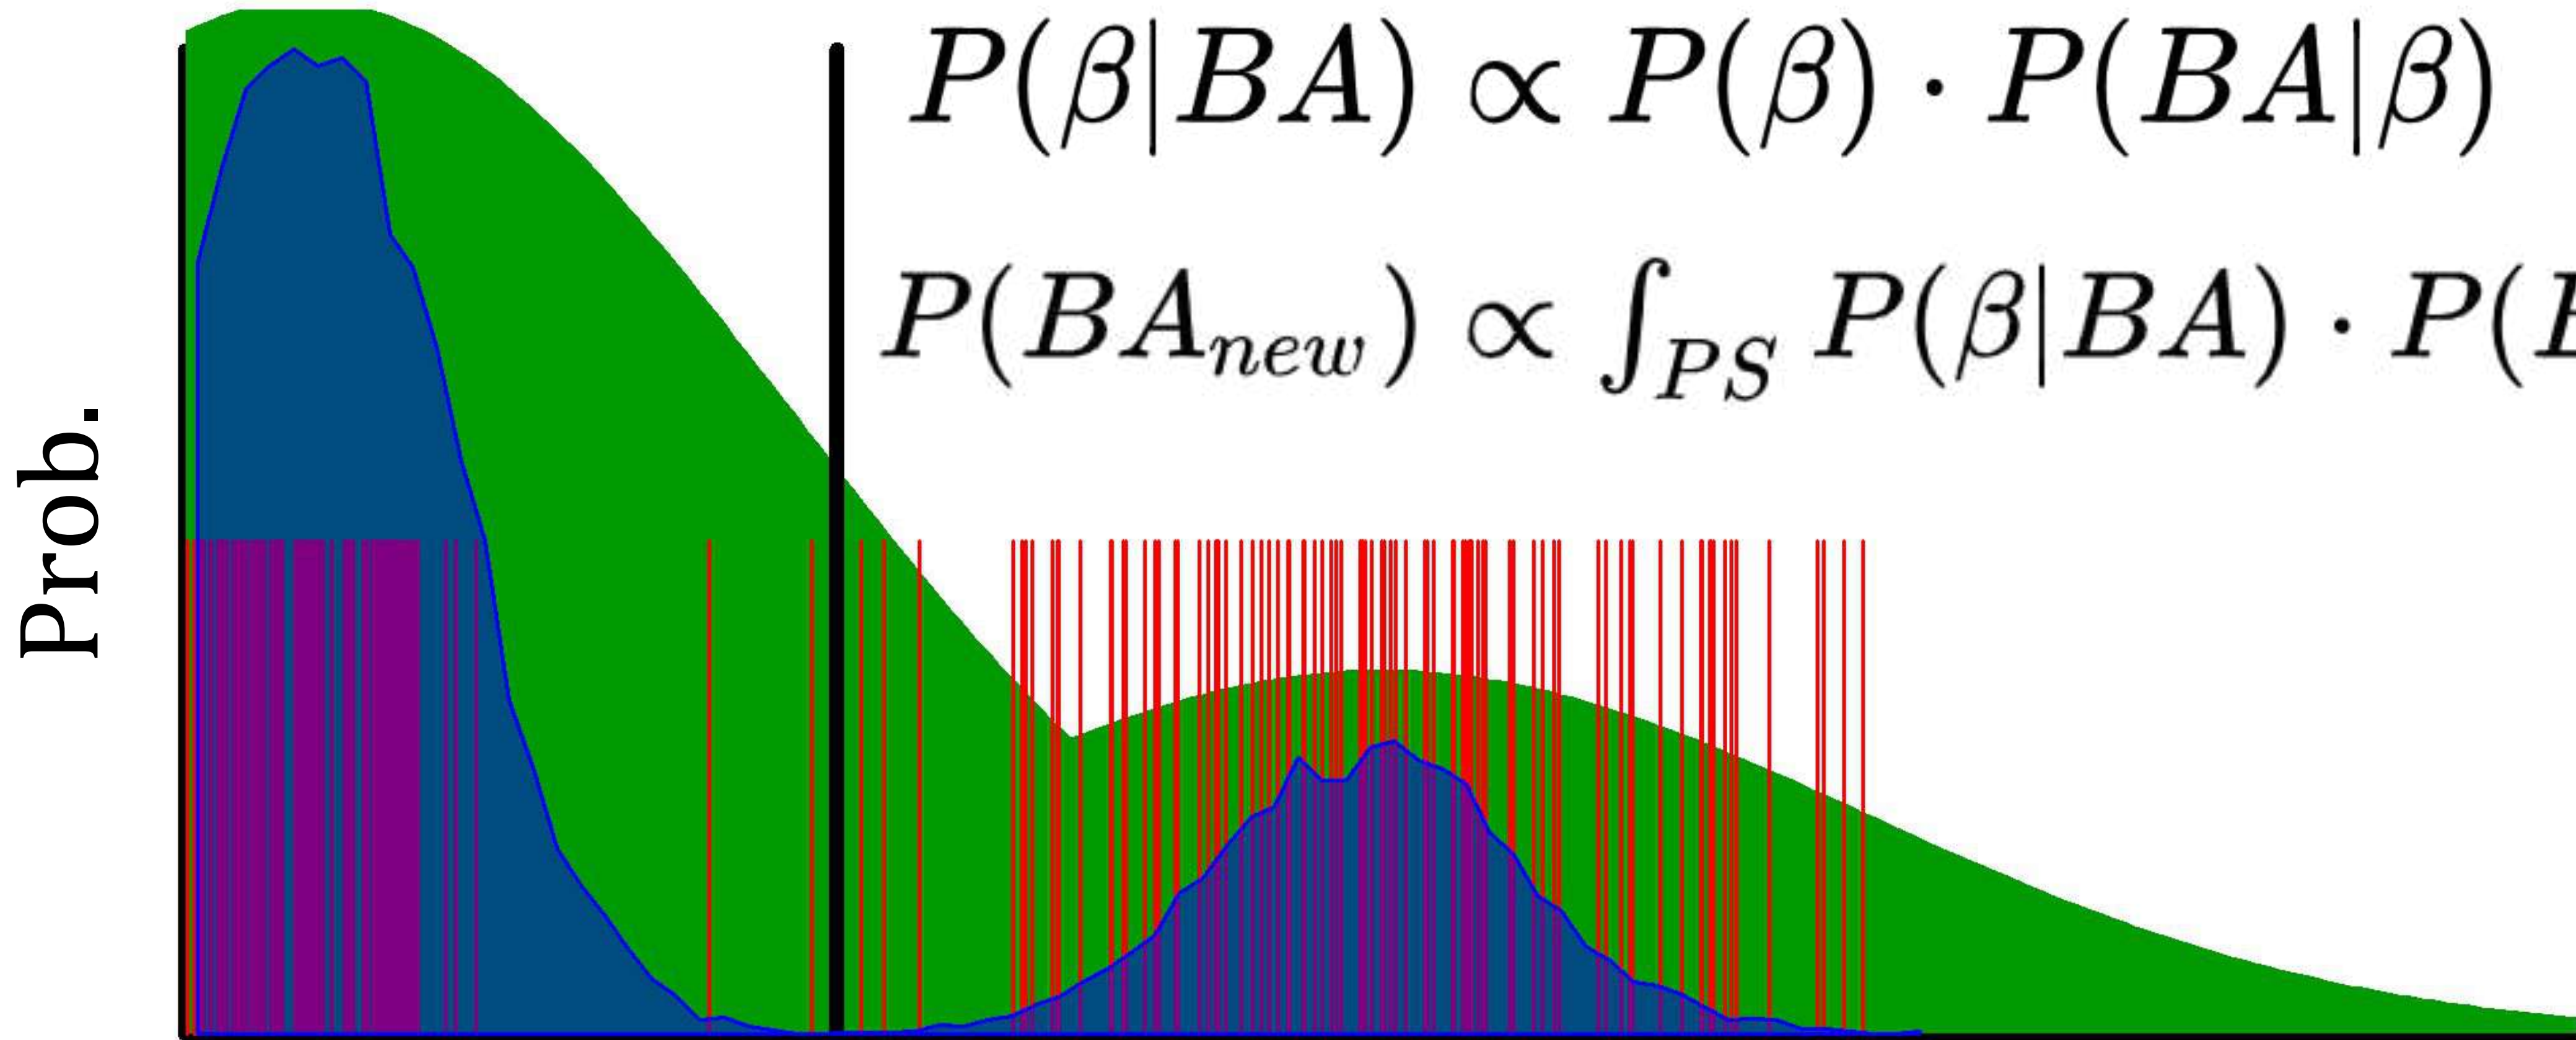 P(β|BA) ∝ P(β) · P(BA|β)
P(BA_new) ∝ ∫_PS P(β|BA) · P(
Prob.